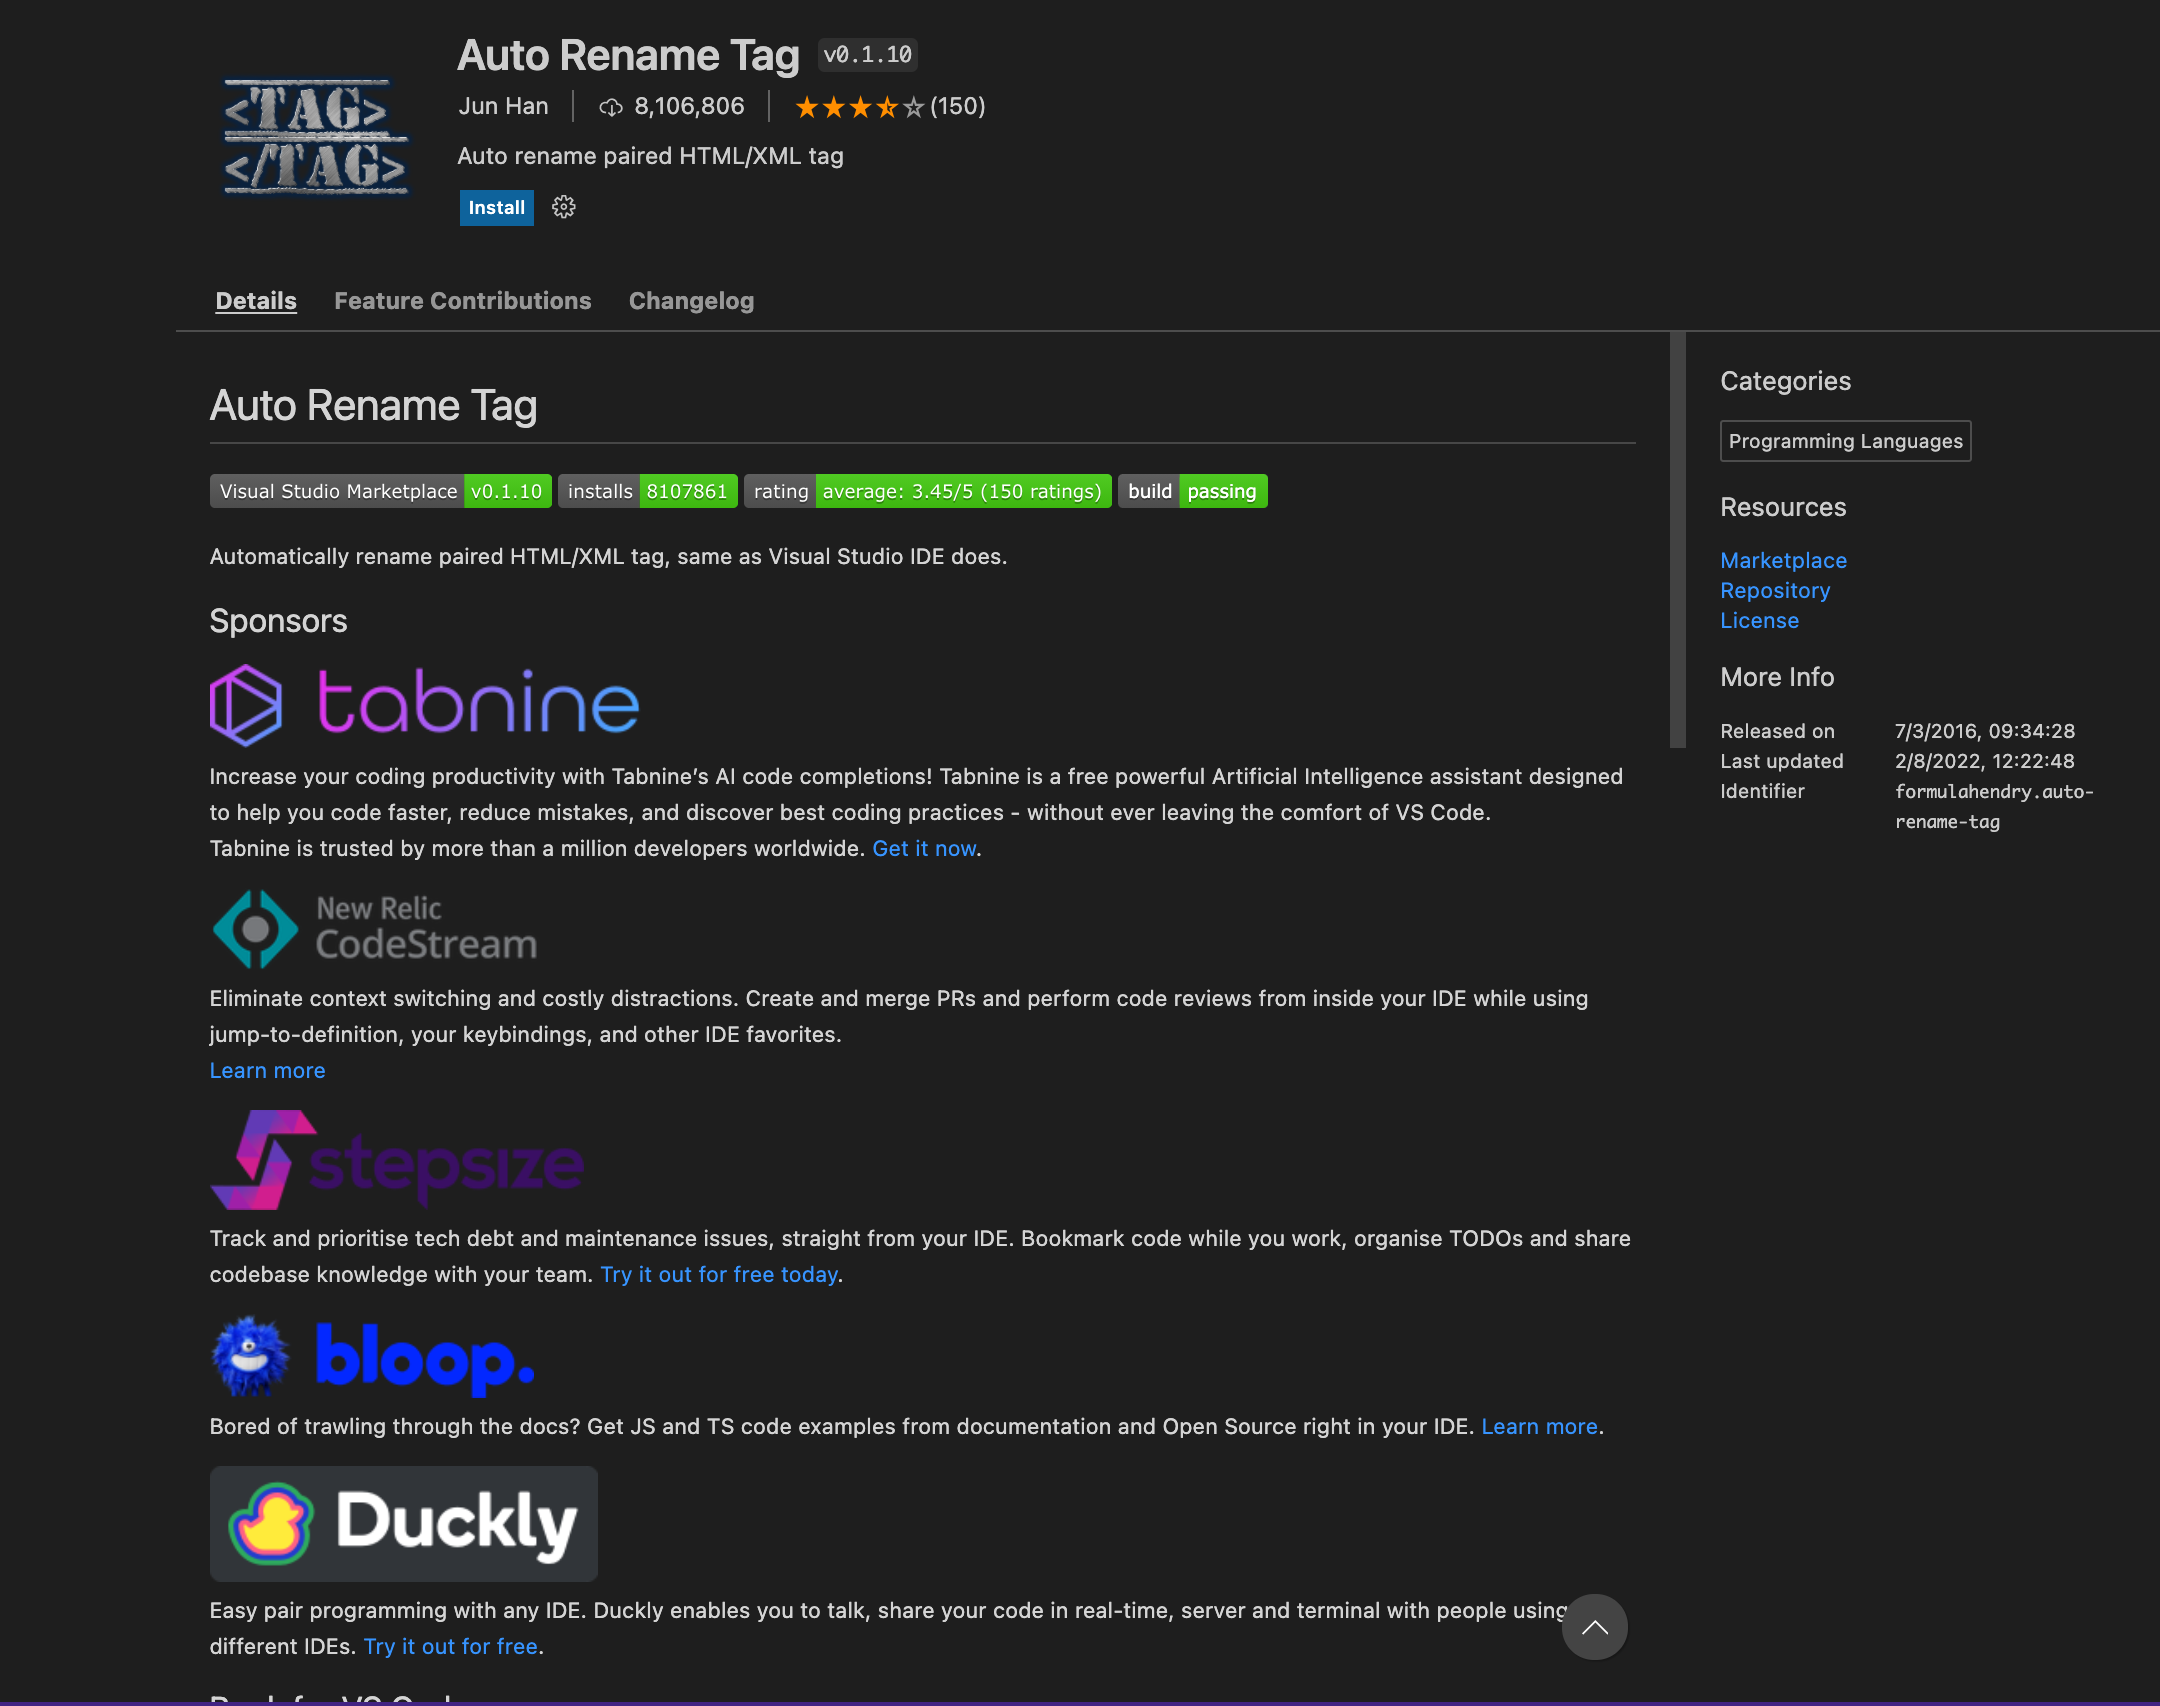 <TAG>
</TAG>
Auto Rename Tag v0.1.10
Jun Han 8,106,806 (150)
Auto rename paired HTML/XML tag
Install
Details Feature Contributions Changelog
Auto Rename Tag
Visual Studio Marketplace v0.1.10 installs 8107861 rating average: 3.45/5 (150 ratings) build passing
Automatically rename paired HTML/XML tag, same as Visual Studio IDE does.
Sponsors
tabnine
Increase your coding productivity with Tabnine’s AI code completions! Tabnine is a free powerful Artificial Intelligence assistant designed
to help you code faster, reduce mistakes, and discover best coding practices - without ever leaving the comfort of VS Code.
Tabnine is trusted by more than a million developers worldwide. Get it now.
New Relic
CodeStream
Eliminate context switching and costly distractions. Create and merge PRs and perform code reviews from inside your IDE while using
jump-to-definition, your keybindings, and other IDE favorites.
Learn more
stepsize
Track and prioritise tech debt and maintenance issues, straight from your IDE. Bookmark code while you work, organise TODOs and share
codebase knowledge with your team. Try it out for free today.
bloop.
Bored of trawling through the docs? Get JS and TS code examples from documentation and Open Source right in your IDE. Learn more.
Duckly
Easy pair programming with any IDE. Duckly enables you to talk, share your code in real-time, server and terminal with people using
different IDEs. Try it out for free.
Categories
Programming Languages
Resources
Marketplace
Repository
License
More Info
Released on 7/3/2016, 09:34:28
Last updated 2/8/2022, 12:22:48
Identifier formulahendry.auto-
rename-tag